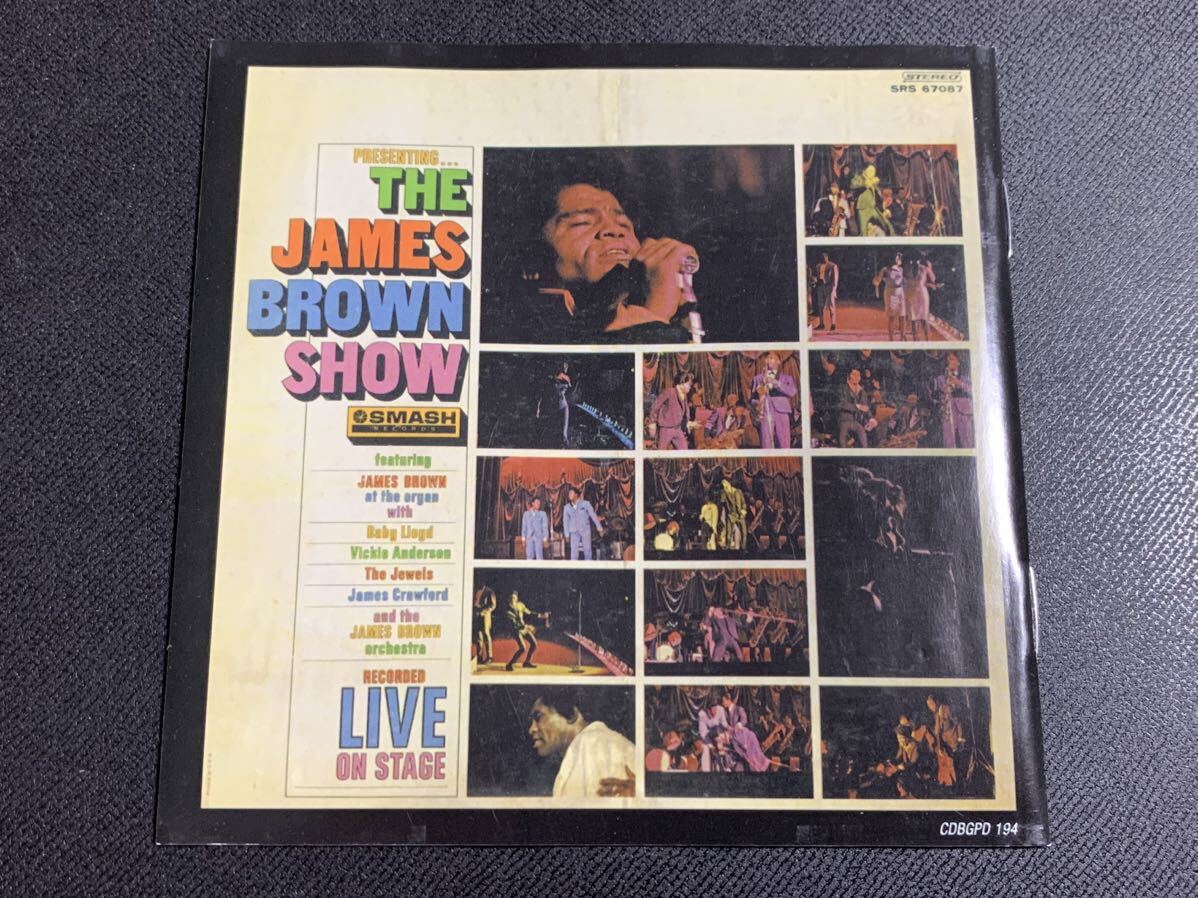 STEREO
SRS 67087
PRESENTING...
THE
JAMES
BROWN
SHOW
SMASH
RECORDS
featuring
JAMES BROWN
at the organ
with
Baby Lloyd
Vickie Anderson
The Jewels
James Crawford
and the
JAMES BROWN
orchestra
RECORDED
LIVE
ON STAGE
CDBGPD 194